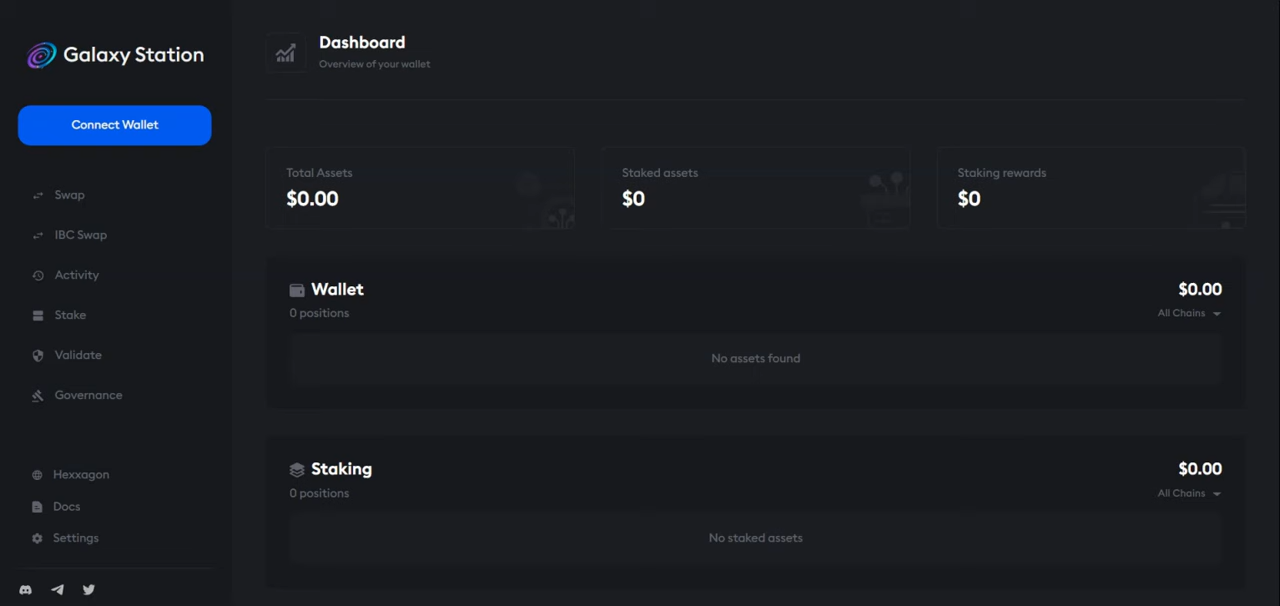 Galaxy Station
Connect Wallet
Swap
IBC Swap
Activity
Stake
Validate
Governance
Hexxagon
Docs
Settings
Dashboard
Overview of your wallet
Total Assets
$0.00
Staked assets
$0
Staking rewards
$0
Wallet
$0.00
0 positions
All Chains
No assets found
Staking
$0.00
0 positions
All Chains
No staked assets